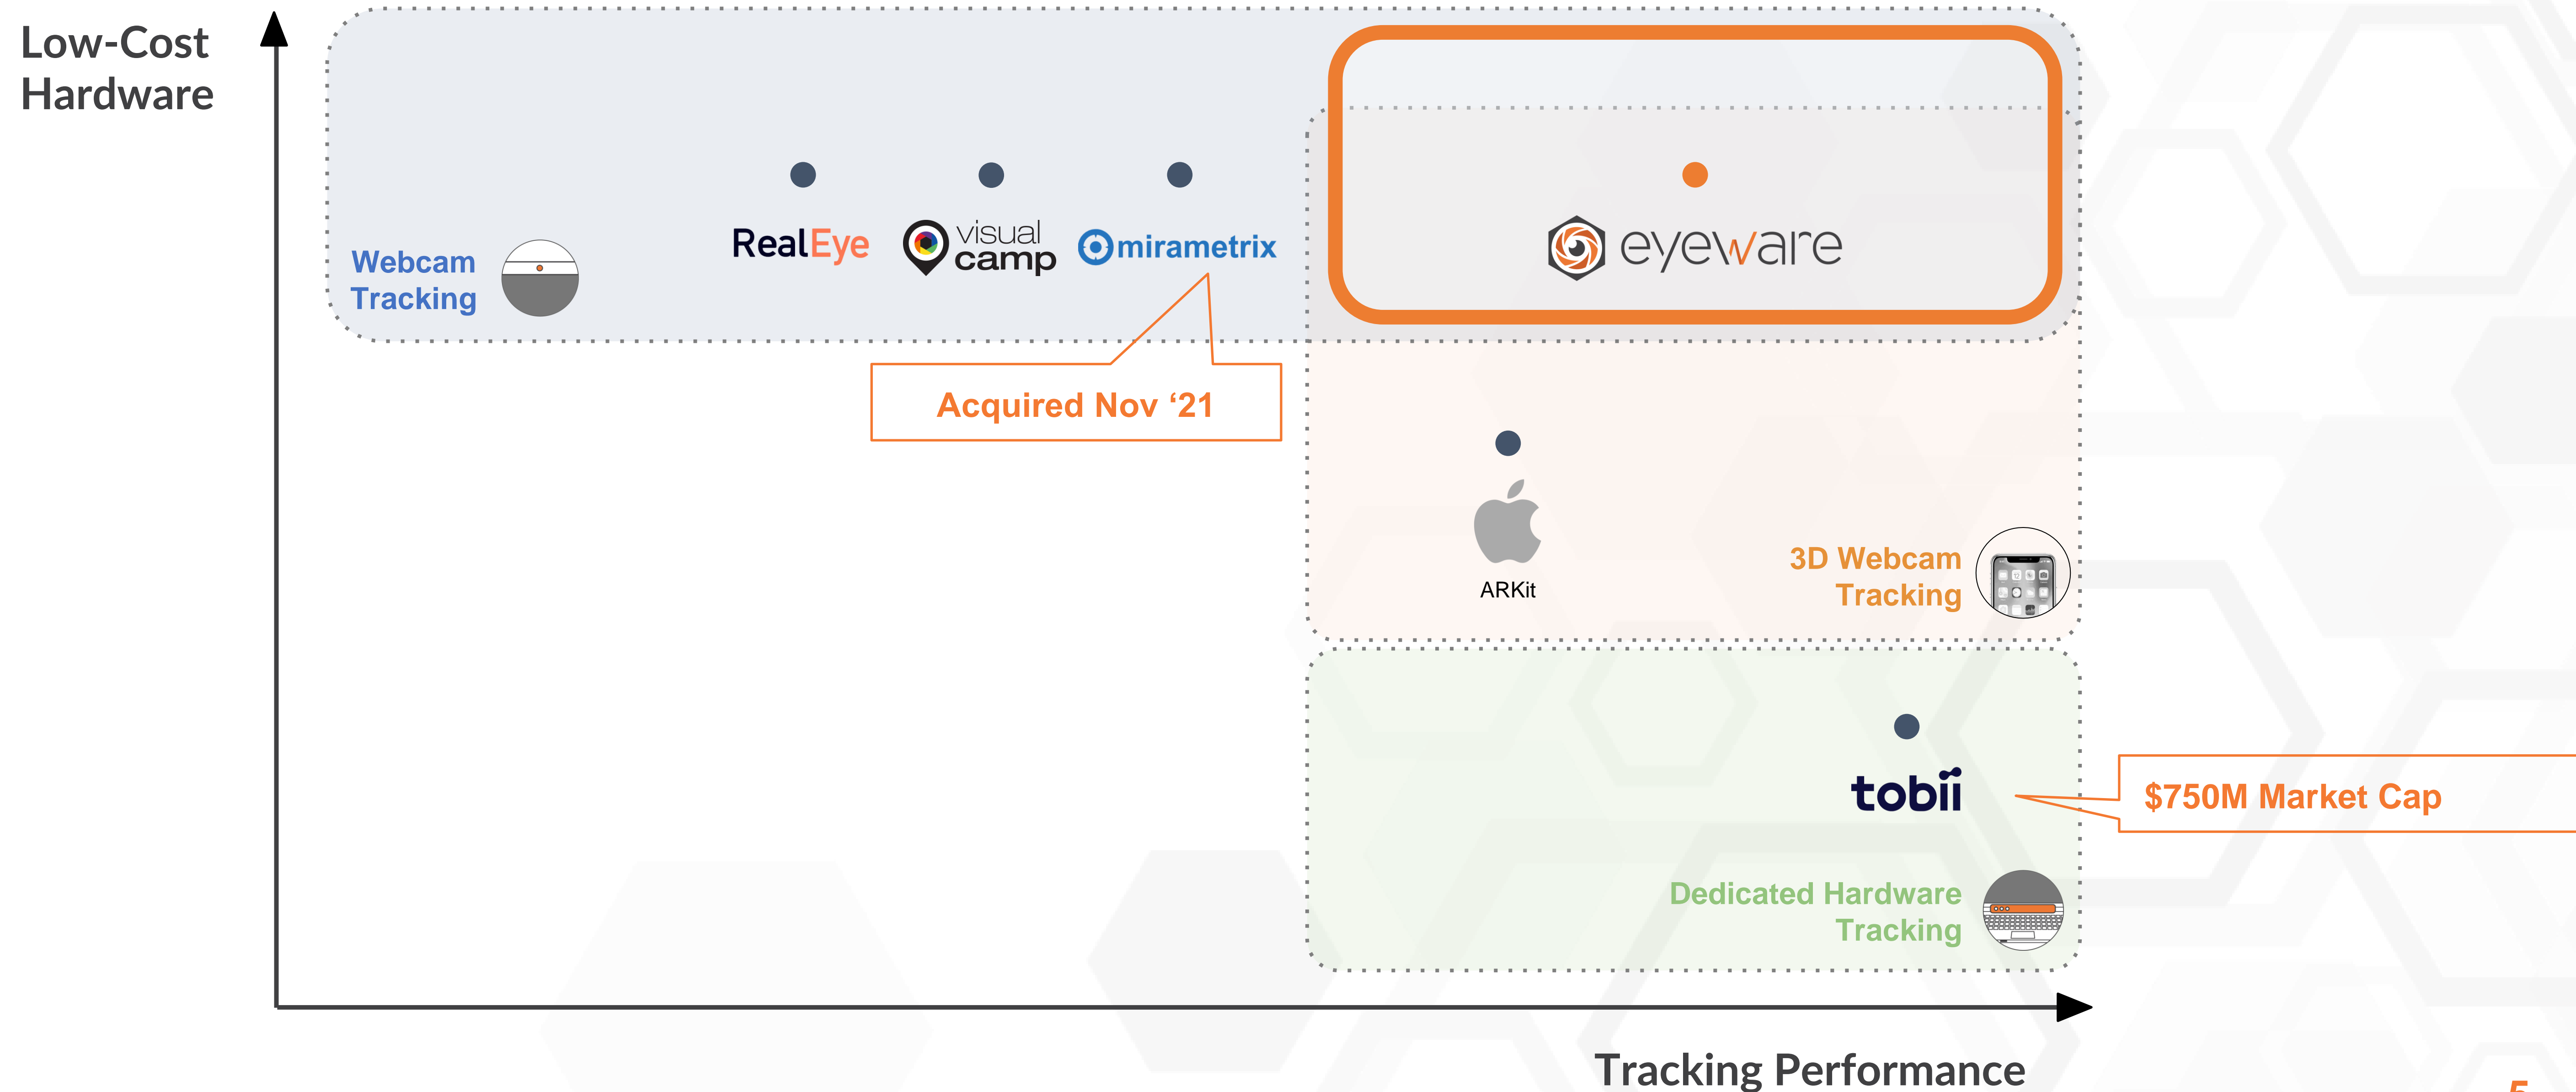 Low-Cost
Hardware
RealEye
visual
camp
mirametrix
eyeware
Webcam
Tracking
Acquired Nov ‘21
ARKit
3D Webcam
Tracking
tobii
$750M Market Cap
Dedicated Hardware
Tracking
Tracking Performance
5